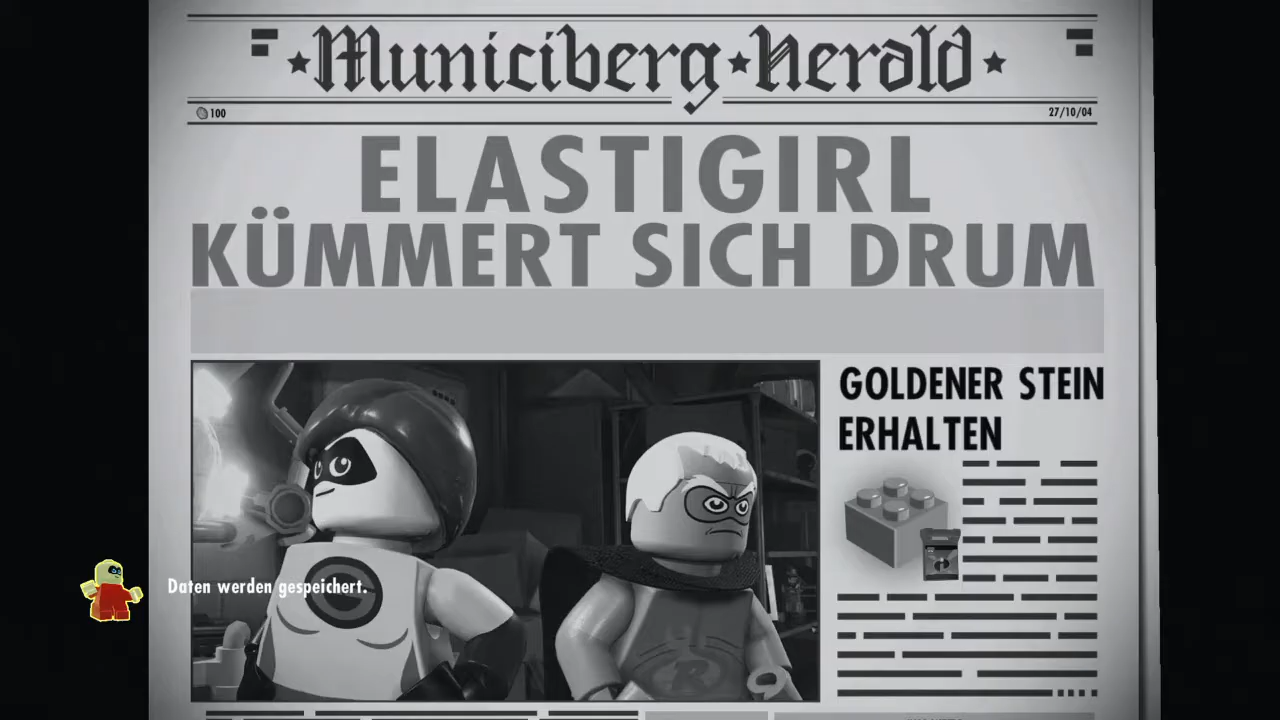 Municiberg Herald
100
27/10/04
ELASTIGIRL
KÜMMERT SICH DRUM
GOLDENER STEIN
ERHALTEN
R
Daten werden gespeichert.